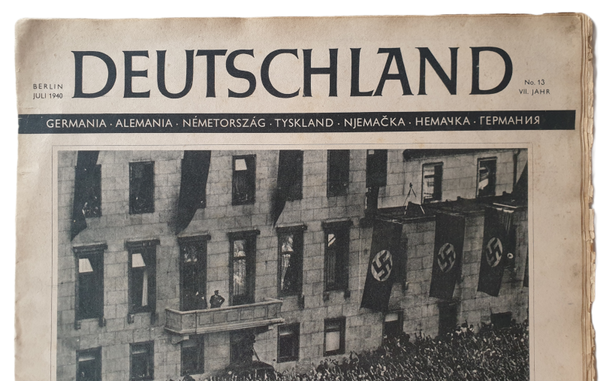 DEUTSCHLAND
BERLIN
JULI 1940
No. 13
VII. JAHR
GERMANIA · ALEMANIA · NÉMETORSZÁG · TYSKLAND · NJEMAČKA · НЕМАЧКА · ГЕРМАНИЯ